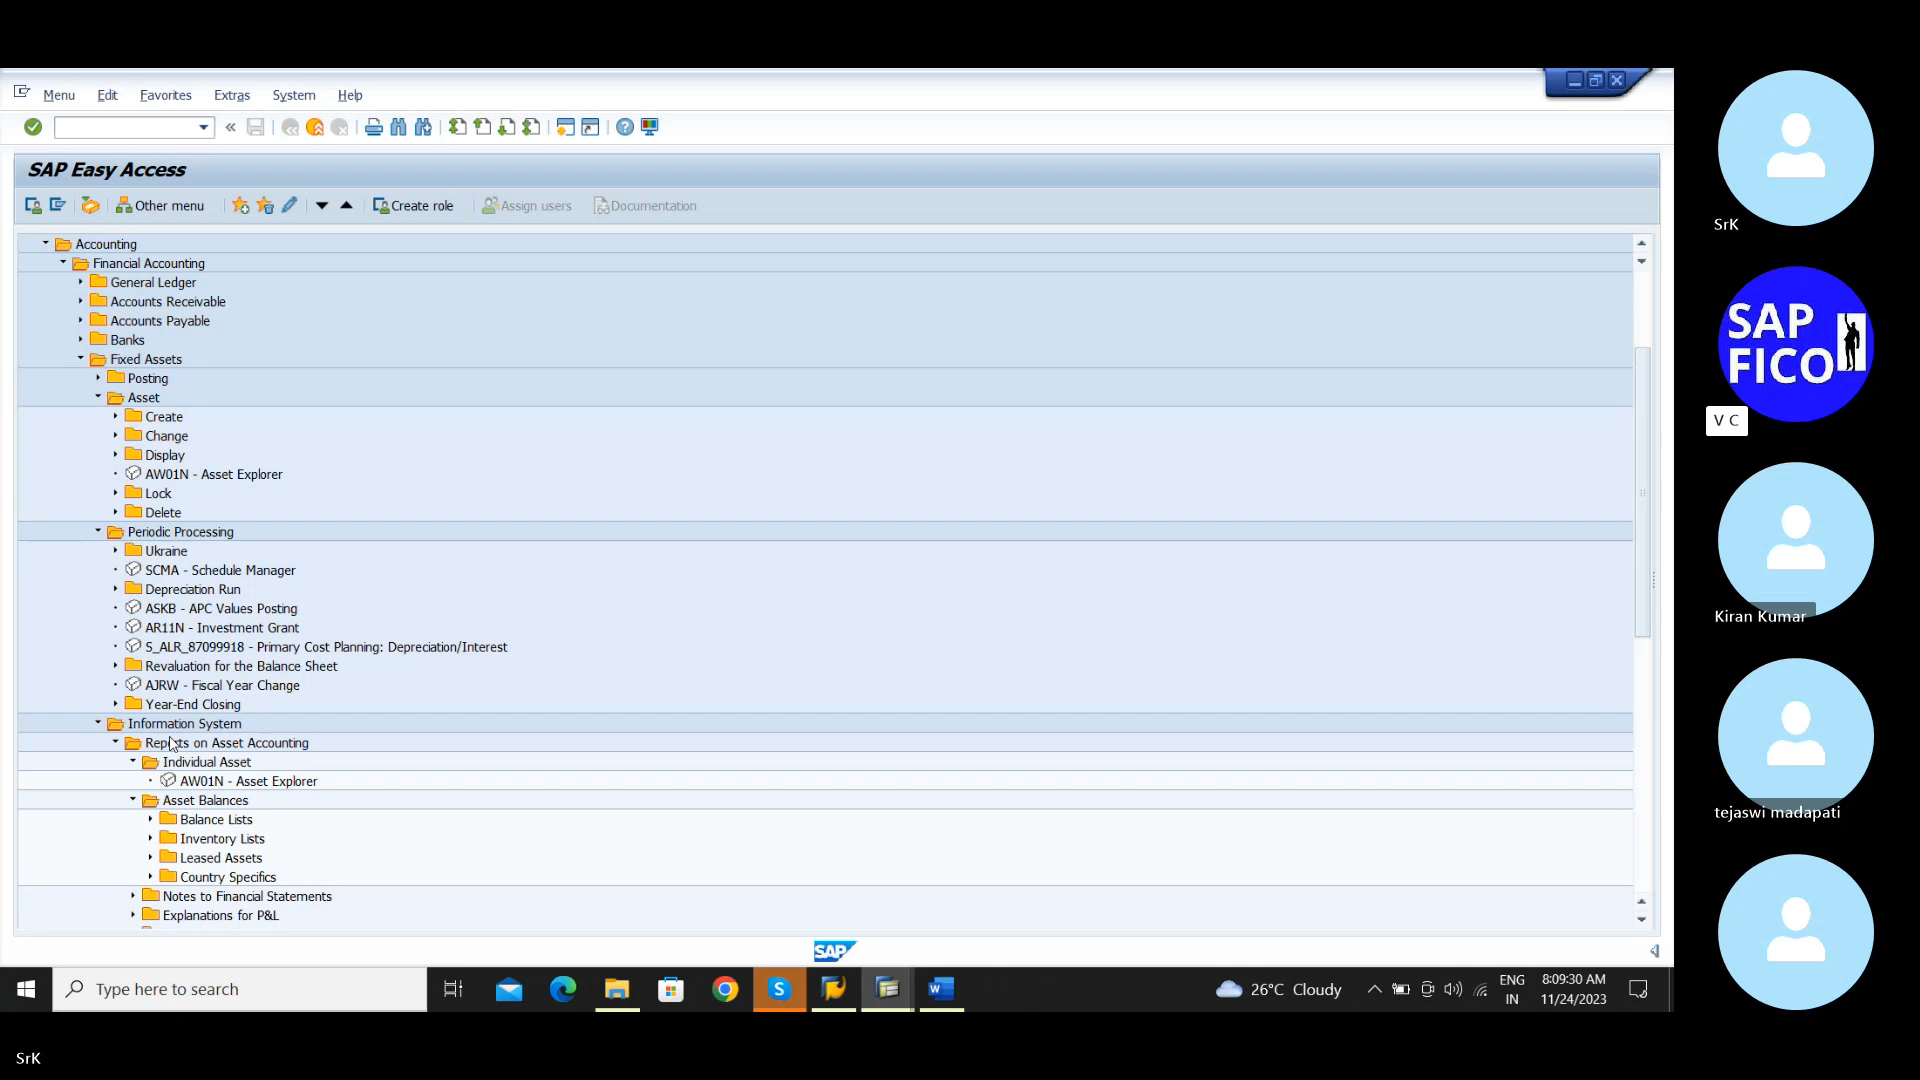 Menu Edit Favorites Extras System Help
SAP Easy Access
Other menu Create role Assign users Documentation
Accounting
Financial Accounting
General Ledger
Accounts Receivable
Accounts Payable
Banks
Fixed Assets
Posting
Asset
Create
Change
Display
AW01N - Asset Explorer
Lock
Delete
Periodic Processing
Ukraine
SCMA - Schedule Manager
Depreciation Run
ASKB - APC Values Posting
AR11N - Investment Grant
S_ALR_87099918 - Primary Cost Planning: Depreciation/Interest
Revaluation for the Balance Sheet
AJRW - Fiscal Year Change
Year-End Closing
Information System
Reports on Asset Accounting
Individual Asset
AW01N - Asset Explorer
Asset Balances
Balance Lists
Inventory Lists
Leased Assets
Country Specifics
Notes to Financial Statements
Explanations for P&L
SAP
Type here to search
26°C Cloudy
ENG
IN
8:09:30 AM
11/24/2023
SrK
SAP
FICO
V C
Kiran Kumar
tejaswi madapati
SrK